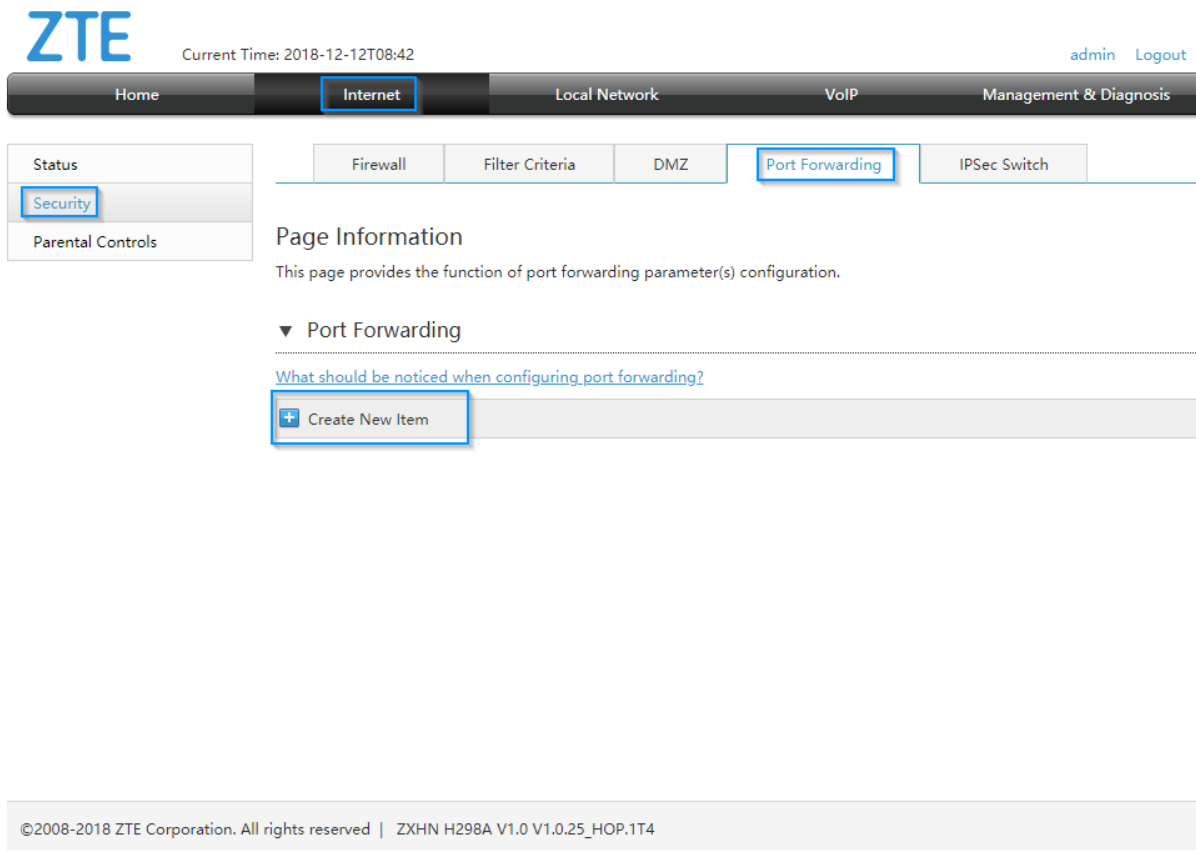 ZTE
Current Time: 2018-12-12T08:42
admin Logout
Home Internet Local Network VoIP Management & Diagnosis
Status
Security
Parental Controls
Firewall Filter Criteria DMZ Port Forwarding IPSec Switch
Page Information
This page provides the function of port forwarding parameter(s) configuration.
▼ Port Forwarding
What should be noticed when configuring port forwarding?
Create New Item
©2008-2018 ZTE Corporation. All rights reserved | ZXHN H298A V1.0 V1.0.25_HOP.1T4